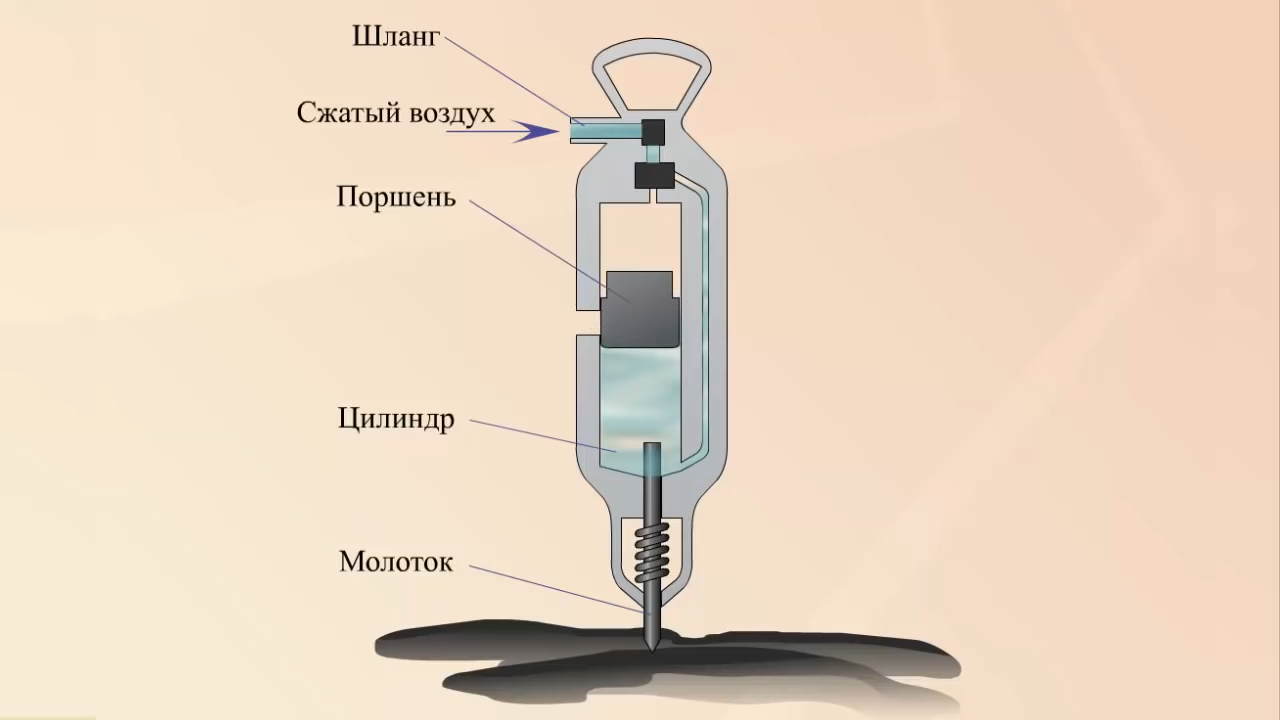 Шланг
Сжатый воздух
Поршень
Цилиндр
Молоток